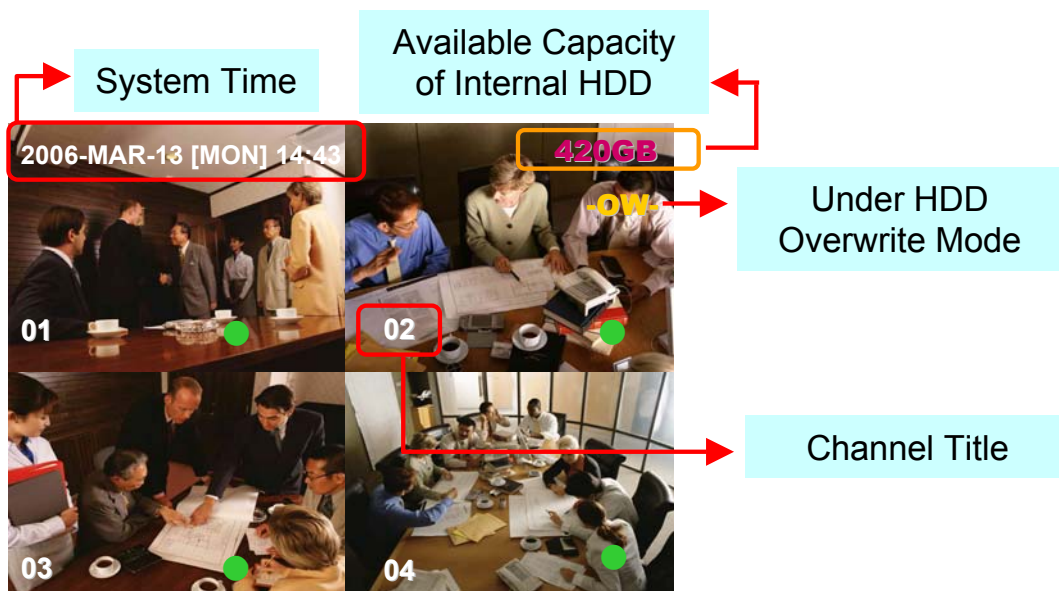 System Time
Available Capacity
of Internal HDD
2006-MAR-13 [MON] 14:43
420GB
-OW-
Under HDD
Overwrite Mode
01
02
Channel Title
03
04